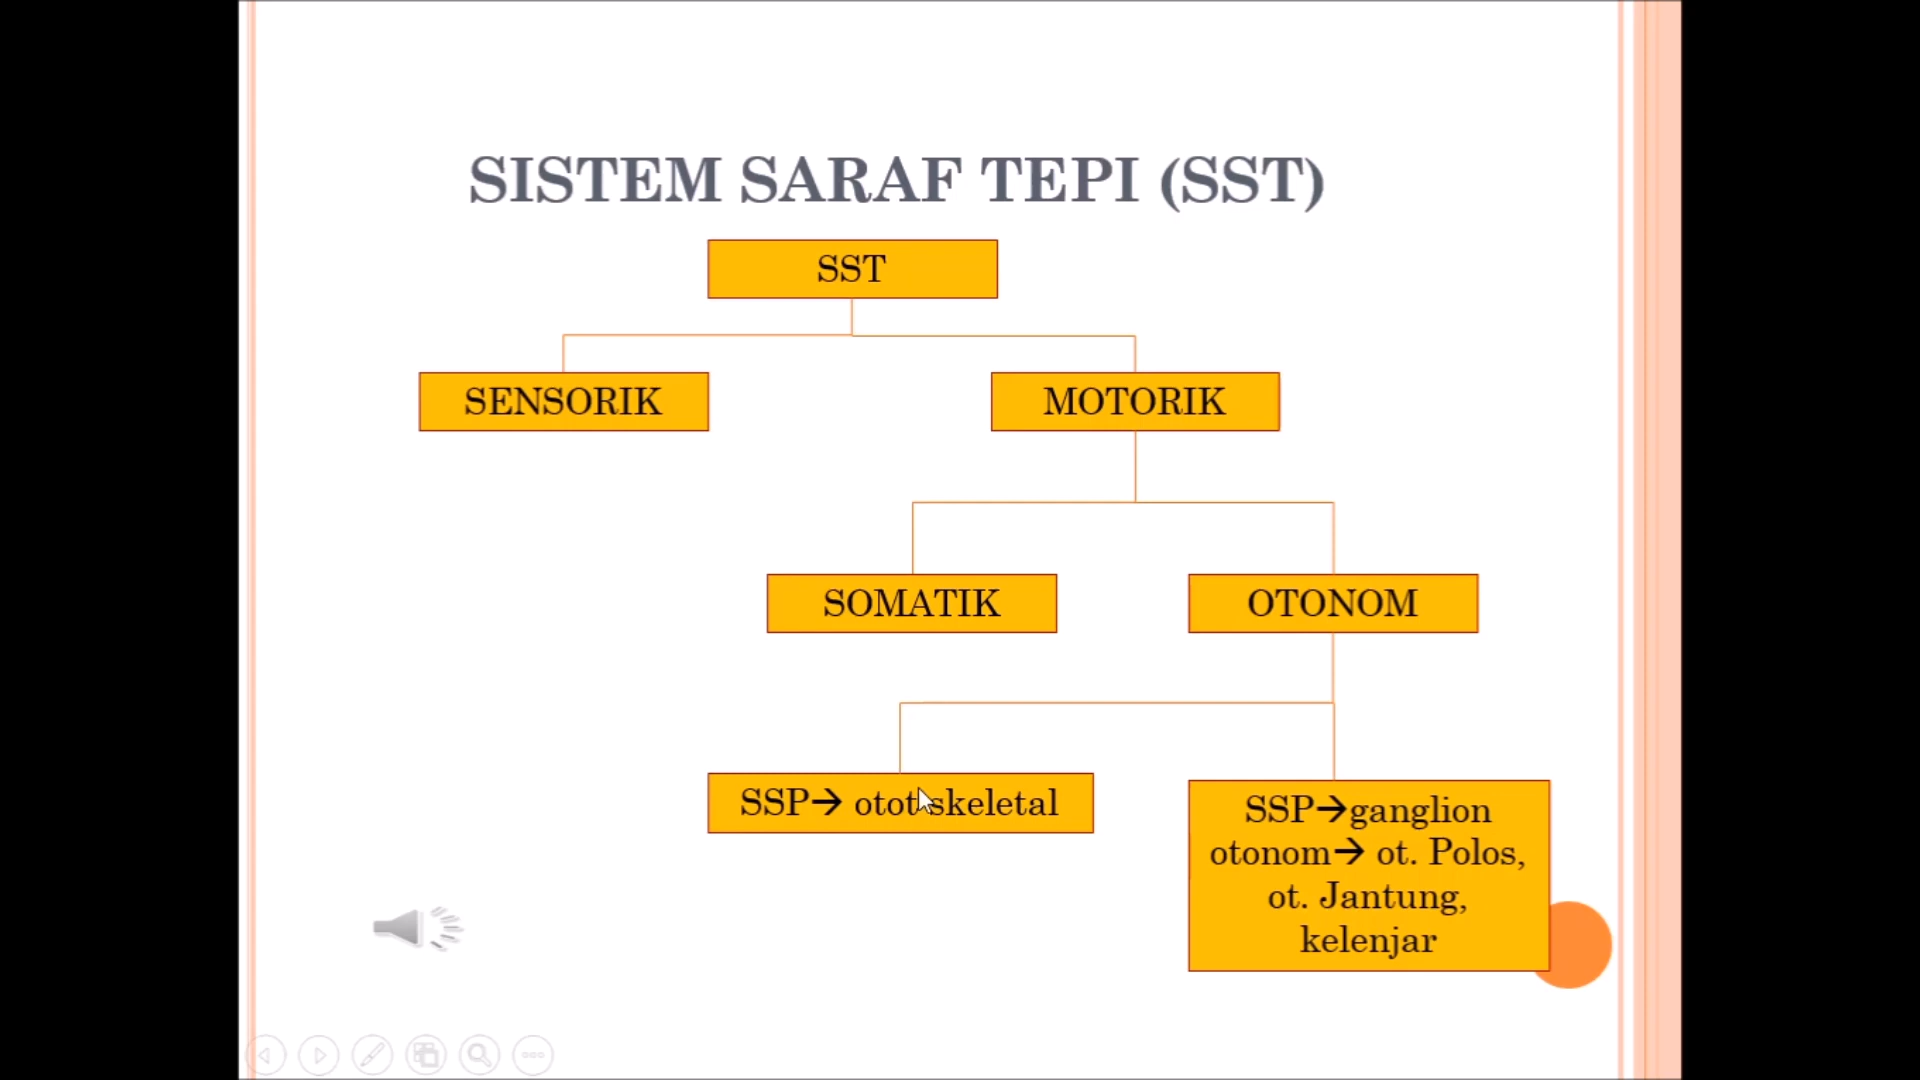 SISTEM SARAF TEPI (SST)
SST
SENSORIK
MOTORIK
SOMATIK
OTONOM
SSP→ otot skeletal
SSP→ganglion
otonom→ ot. Polos,
ot. Jantung,
kelenjar